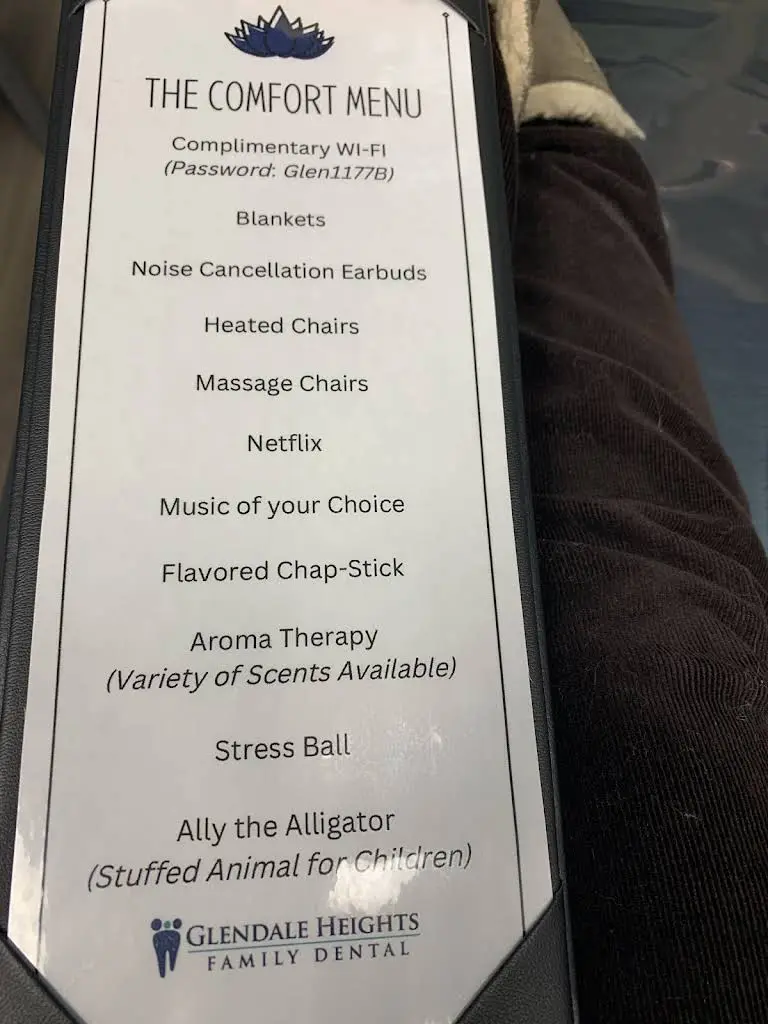 THE COMFORT MENU
Complimentary WI-FI
(Password: Glen1177B)
Blankets
Noise Cancellation Earbuds
Heated Chairs
Massage Chairs
Netflix
Music of your Choice
Flavored Chap-Stick
Aroma Therapy
(Variety of Scents Available)
Stress Ball
Ally the Alligator
(Stuffed Animal for Children)
GLENDALE HEIGHTS
FAMILY DENTAL